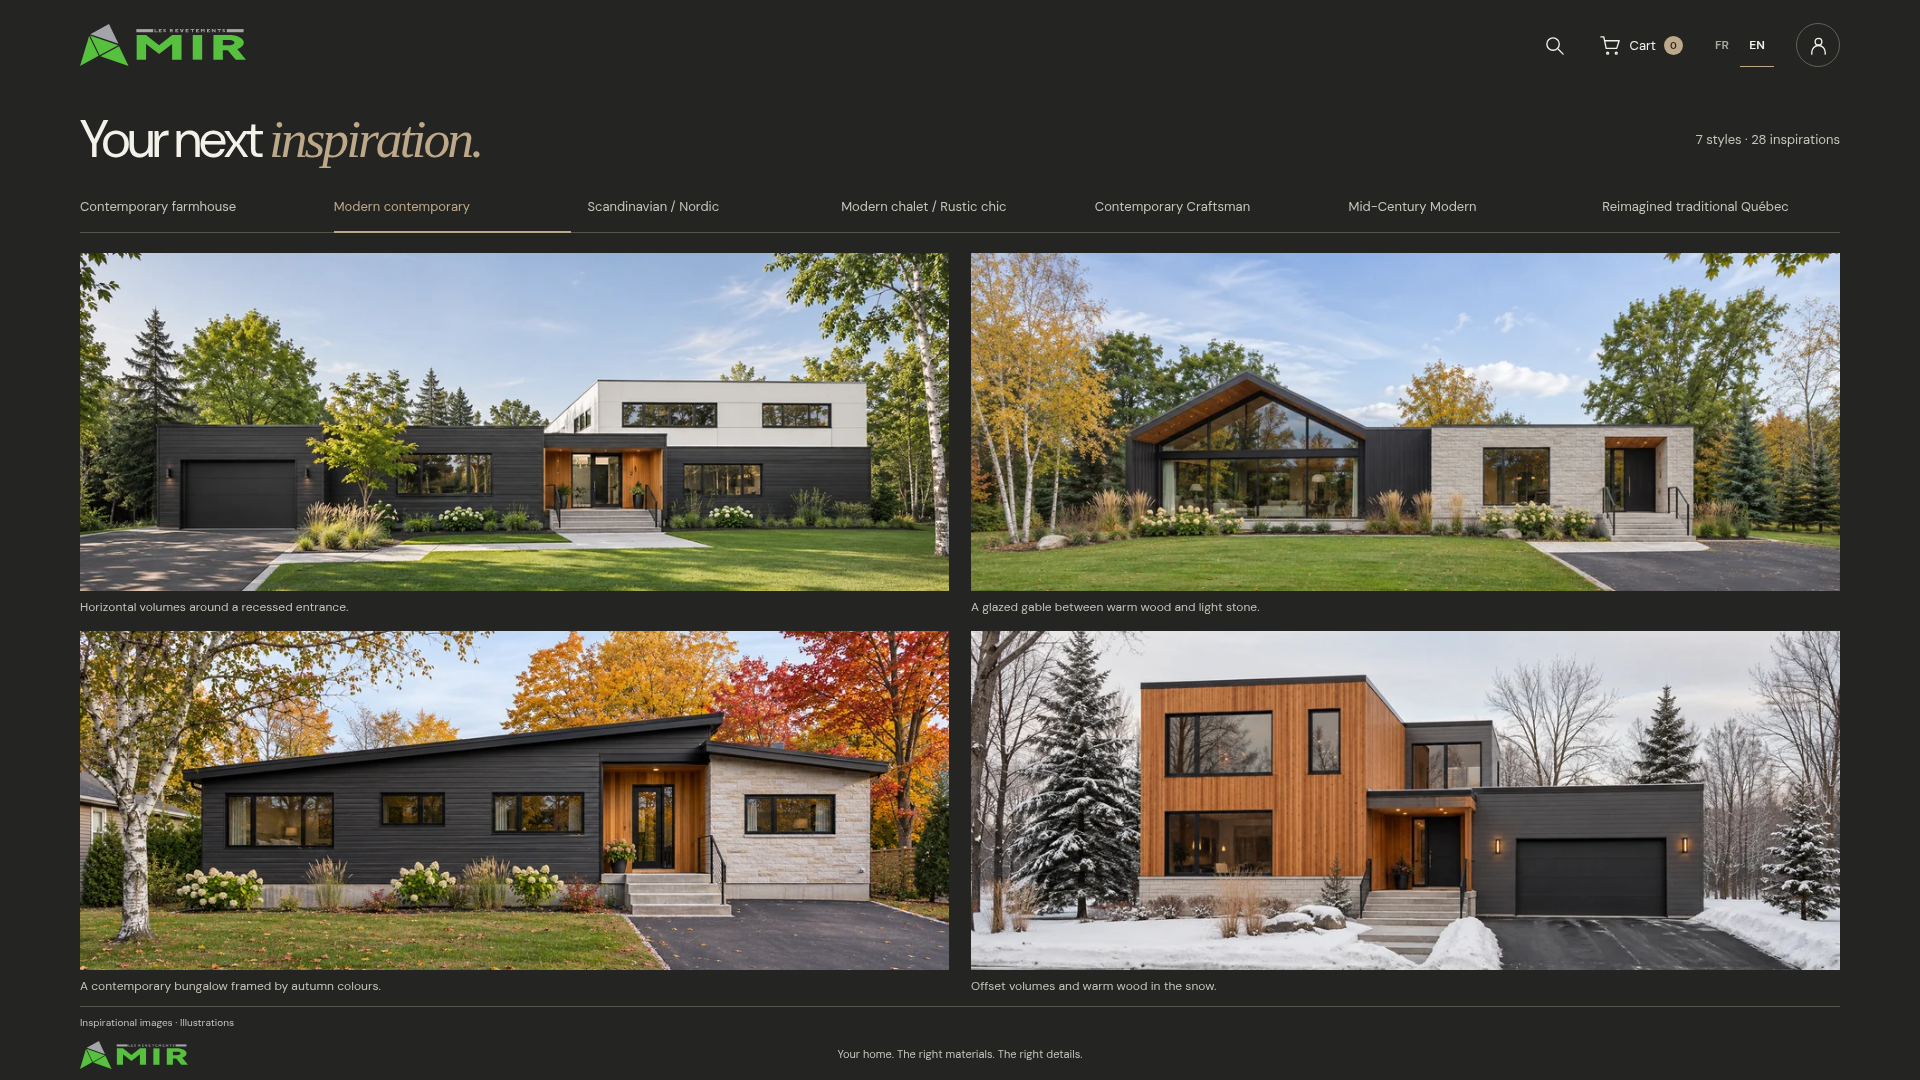 LES REVÊTEMENTS
MIR
Cart 0
FR EN
Your next inspiration.
7 styles · 28 inspirations
Contemporary farmhouse
Modern contemporary
Scandinavian / Nordic
Modern chalet / Rustic chic
Contemporary Craftsman
Mid-Century Modern
Reimagined traditional Québec
Horizontal volumes around a recessed entrance.
A glazed gable between warm wood and light stone.
A contemporary bungalow framed by autumn colours.
Offset volumes and warm wood in the snow.
Inspirational images · Illustrations
LES REVÊTEMENTS
MIR
Your home. The right materials. The right details.